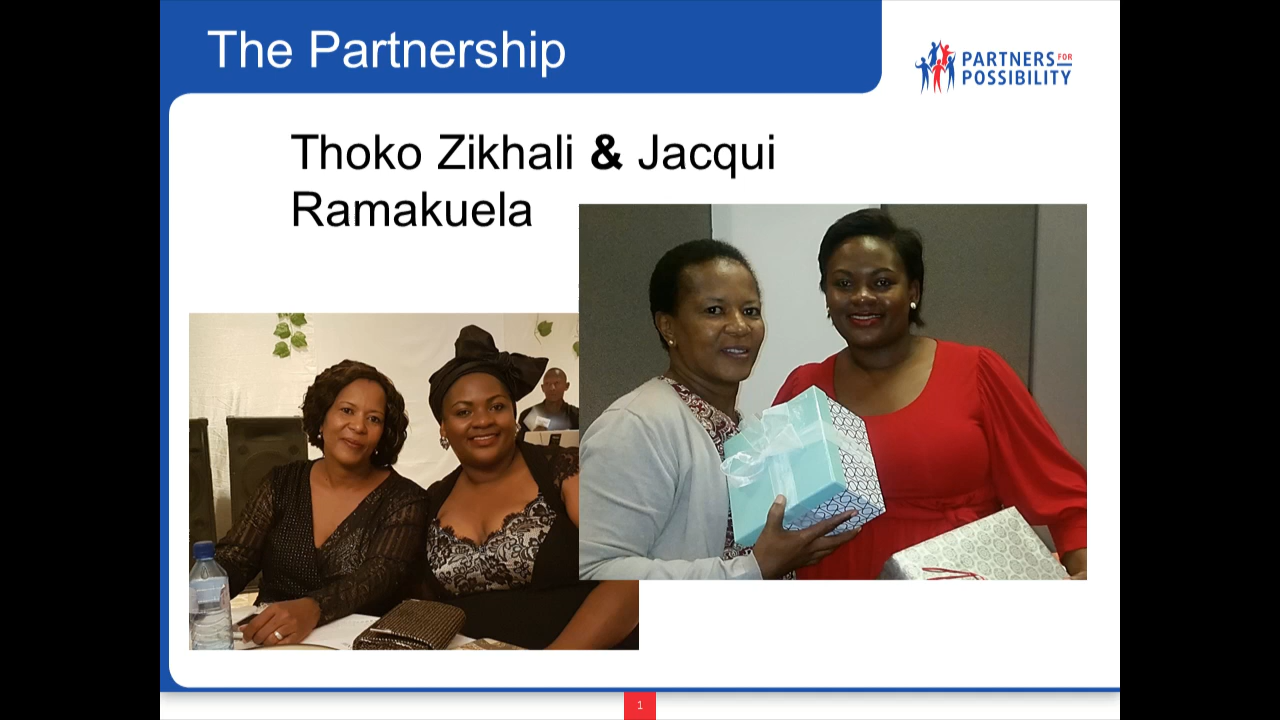 The Partnership
PARTNERS FOR
POSSIBILITY
Thoko Zikhali & Jacqui
Ramakuela
1